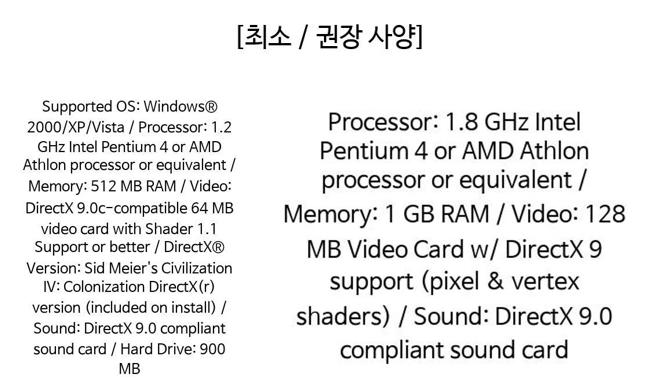 [최소 / 권장 사양]
Supported OS: Windows®
2000/XP/Vista / Processor: 1.2
GHz Intel Pentium 4 or AMD
Athlon processor or equivalent /
Memory: 512 MB RAM / Video:
DirectX 9.0c-compatible 64 MB
video card with Shader 1.1
Support or better / DirectX®
Version: Sid Meier's Civilization
IV: Colonization DirectX(r)
version (included on install) /
Sound: DirectX 9.0 compliant
sound card / Hard Drive: 900
MB
Processor: 1.8 GHz Intel
Pentium 4 or AMD Athlon
processor or equivalent /
Memory: 1 GB RAM / Video: 128
MB Video Card w/ DirectX 9
support (pixel & vertex
shaders) / Sound: DirectX 9.0
compliant sound card